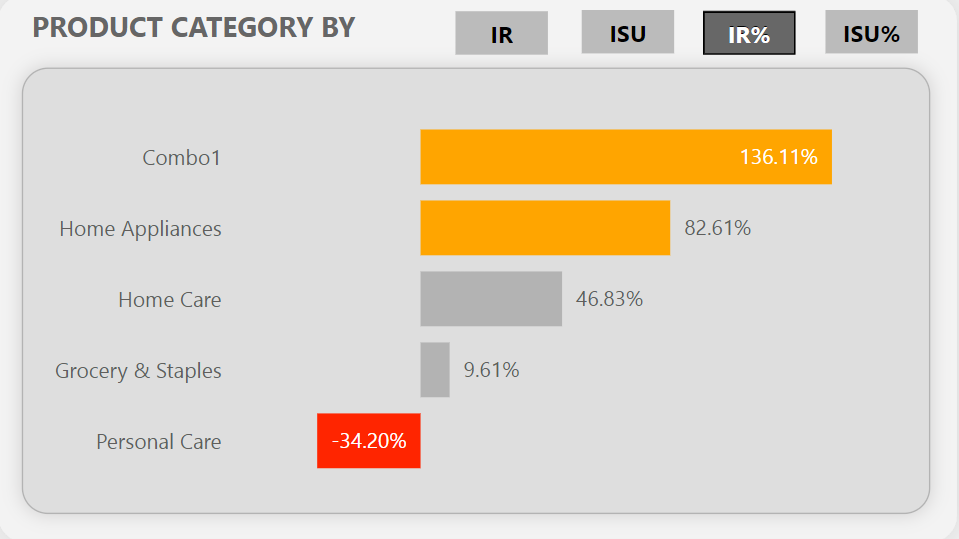 PRODUCT CATEGORY BY
IR
ISU
IR%
ISU%
Combo1
136.11%
Home Appliances
82.61%
Home Care
46.83%
Grocery & Staples
9.61%
Personal Care
-34.20%